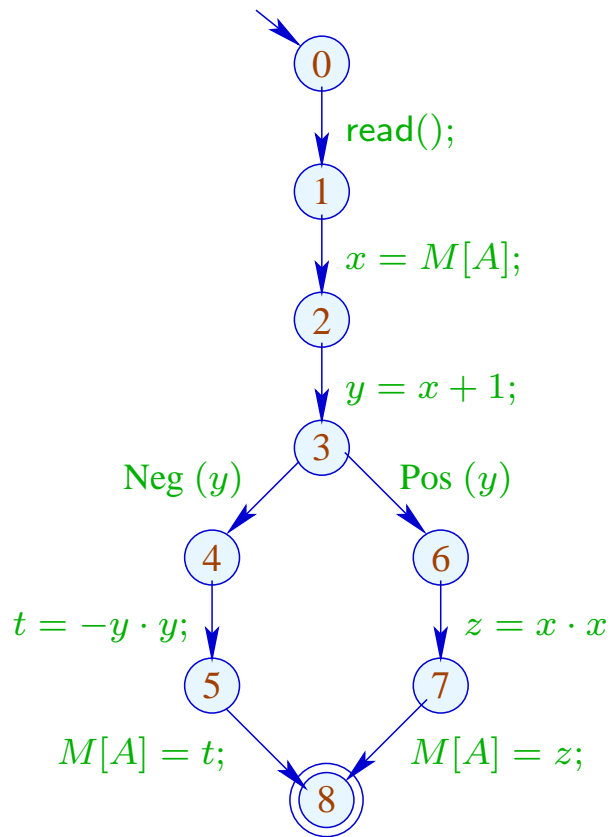 0
read();
1
x = M[A];
2
y = x + 1;
3
Neg (y) Pos (y)
4 6
t = −y · y; z = x · x
5 7
M[A] = t; M[A] = z;
8